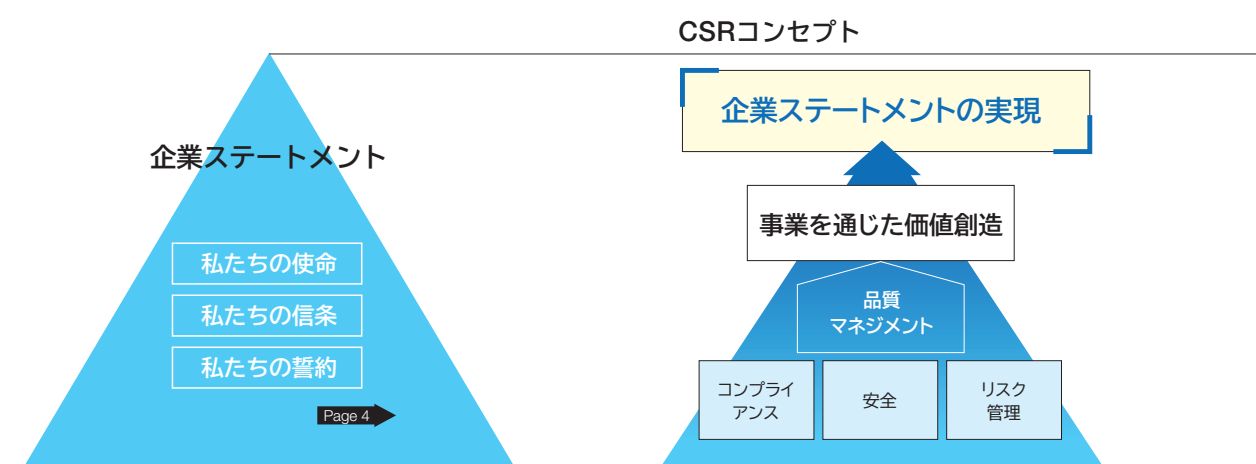 CSRコンセプト
企業ステートメント
私たちの使命
私たちの信条
私たちの誓約
Page 4
企業ステートメントの実現
事業を通じた価値創造
品質
マネジメント
コンプライ
アンス
安全
リスク
管理